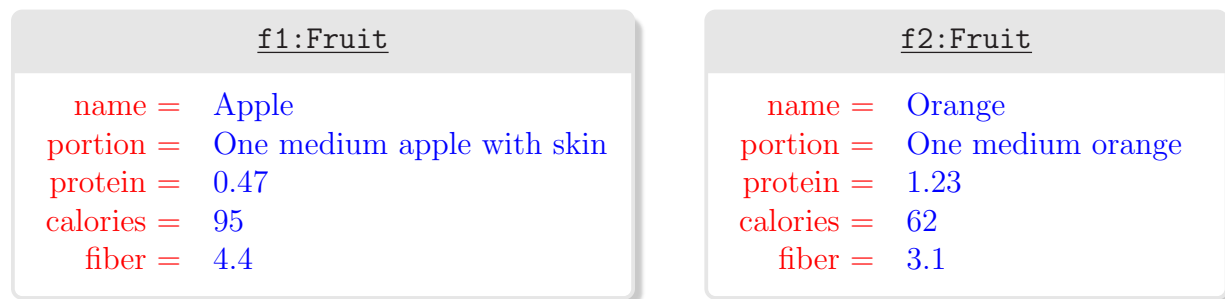 f1:Fruit
name = Apple
portion = One medium apple with skin
protein = 0.47
calories = 95
fiber = 4.4
f2:Fruit
name = Orange
portion = One medium orange
protein = 1.23
calories = 62
fiber = 3.1